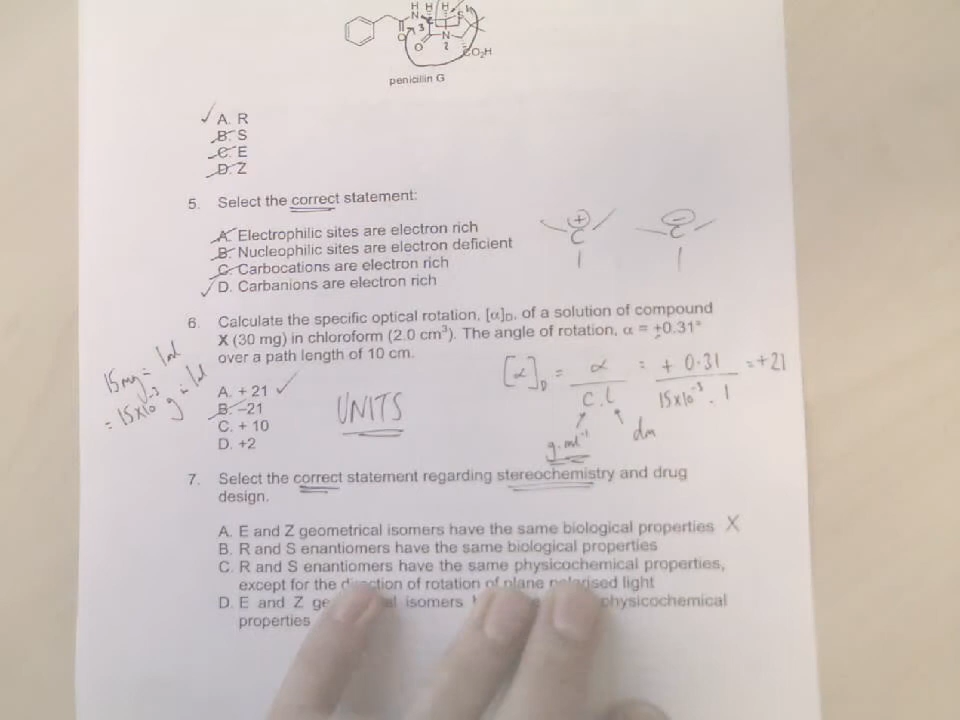 H H H
N S
O 3
O N
2
CO₂H
penicillin G
✓ A. R
B. S
C. E
D. Z
5. Select the correct statement:
A. Electrophilic sites are electron rich
B. Nucleophilic sites are electron deficient
C. Carbocations are electron rich
✓ D. Carbanions are electron rich
+ C
− C
6. Calculate the specific optical rotation, [α]D, of a solution of compound
X (30 mg) in chloroform (2.0 cm³). The angle of rotation, α = +0.31°
over a path length of 10 cm.
15mg = 1ml
= 15x10⁻³ g = 1ml
A. + 21 ✓
B. –21
C. + 10
D. +2
UNITS
[α]D = α / c.l = + 0.31 / 15x10⁻³ . 1 = +21
g.ml⁻¹
dm
7. Select the correct statement regarding stereochemistry and drug
design.
A. E and Z geometrical isomers have the same biological properties X
B. R and S enantiomers have the same biological properties
C. R and S enantiomers have the same physicochemical properties,
except for the direction of rotation of plane polarised light
D. E and Z isomers physicochemical
properties